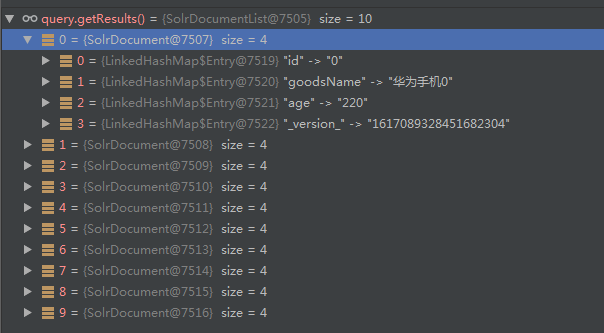 query.getResults() = {SolrDocumentList@7505} size = 10
0 = {SolrDocument@7507} size = 4
0 = {LinkedHashMap$Entry@7519} "id" -> "0"
1 = {LinkedHashMap$Entry@7520} "goodsName" -> "华为手机0"
2 = {LinkedHashMap$Entry@7521} "age" -> "220"
3 = {LinkedHashMap$Entry@7522} "_version_" -> "1617089328451682304"
1 = {SolrDocument@7508} size = 4
2 = {SolrDocument@7509} size = 4
3 = {SolrDocument@7510} size = 4
4 = {SolrDocument@7511} size = 4
5 = {SolrDocument@7512} size = 4
6 = {SolrDocument@7513} size = 4
7 = {SolrDocument@7514} size = 4
8 = {SolrDocument@7515} size = 4
9 = {SolrDocument@7516} size = 4